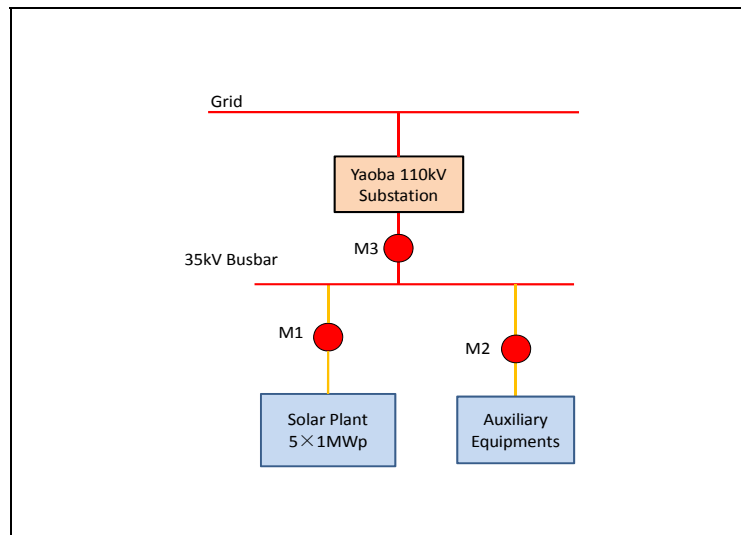 Grid
Yaoba 110kV
Substation
M3
35kV Busbar
M1
M2
Solar Plant
5×1MWp
Auxiliary
Equipments